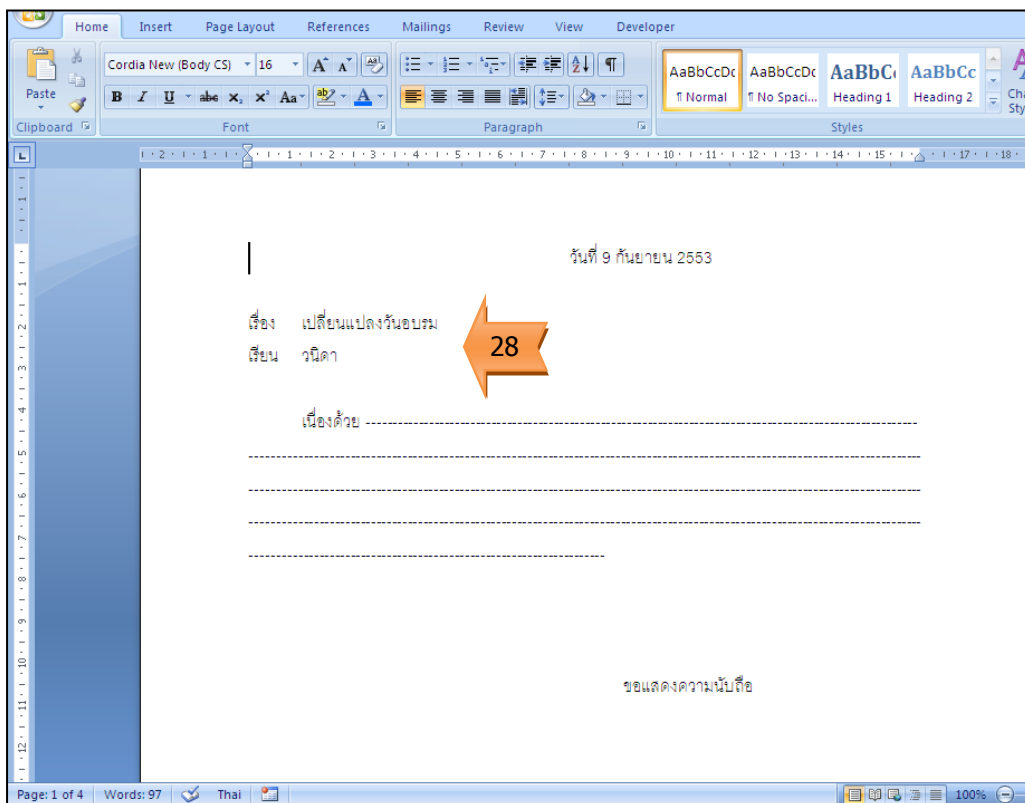 Home Insert Page Layout References Mailings Review View Developer
Cordia New (Body CS) 16
Paste
AaBbCcDc AaBbCcDc AaBbC AaBbCc
¶ Normal ¶ No Spaci... Heading 1 Heading 2
Clipboard Font Paragraph Styles
วันที่ 9 กันยายน 2553
เรื่อง เปลี่ยนแปลงวันอบรม
เรียน วนิดา
28
เนื่องด้วย
ขอแสดงความนับถือ
Page: 1 of 4 Words: 97 Thai 100%